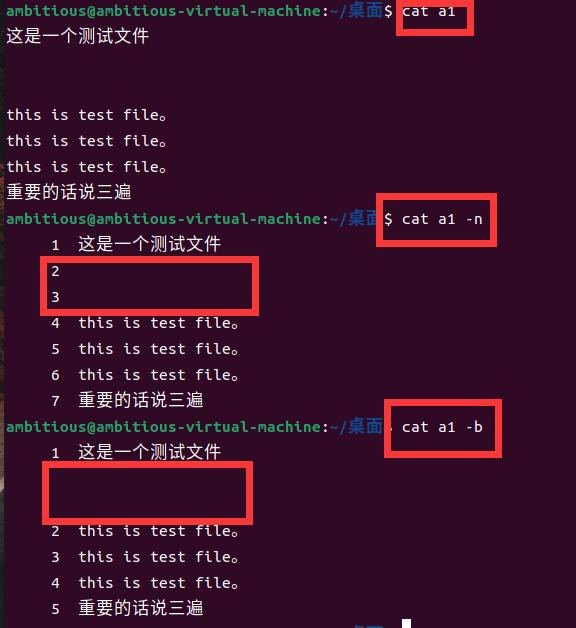 ambitious@ambitious-virtual-machine:~/桌面$ cat a1
这是一个测试文件
this is test file。
this is test file。
this is test file。
重要的话说三遍
ambitious@ambitious-virtual-machine:~/桌面$ cat a1 -n
1 这是一个测试文件
2
3
4 this is test file。
5 this is test file。
6 this is test file。
7 重要的话说三遍
ambitious@ambitious-virtual-machine:~/桌面$ cat a1 -b
1 这是一个测试文件
2 this is test file。
3 this is test file。
4 this is test file。
5 重要的话说三遍